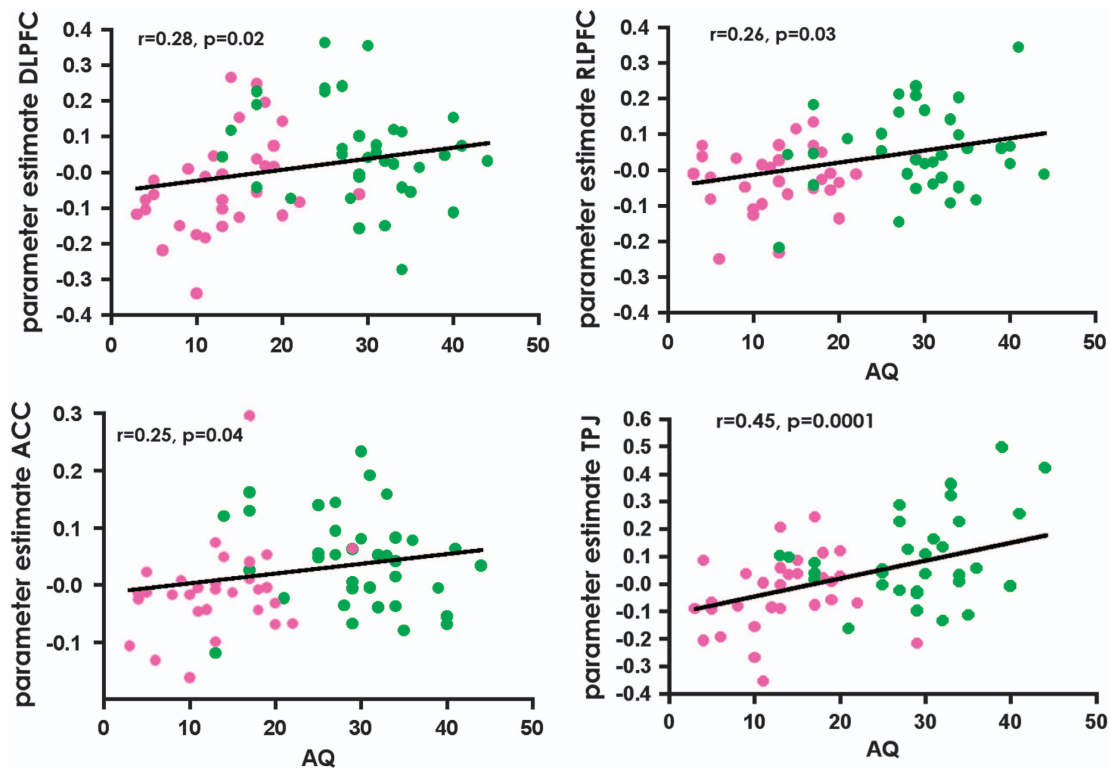 parameter estimate DLPFC
r=0.28, p=0.02
0.4
0.3
0.2
0.1
-0.0
-0.1
-0.2
-0.3
-0.4
0 10 20 30 40 50
parameter estimate RLPFC
r=0.26, p=0.03
0.4
0.3
0.2
0.1
-0.0
-0.1
-0.2
-0.3
-0.4
0 10 20 30 40 50
AQ
parameter estimate ACC
r=0.25, p=0.04
0.3
0.2
0.1
-0.0
-0.1
0 10 20 30 40 50
AQ
parameter estimate TPJ
r=0.45, p=0.0001
0.6
0.5
0.4
0.3
0.2
0.1
-0.0
-0.1
-0.2
-0.3
-0.4
0 10 20 30 40 50
AQ